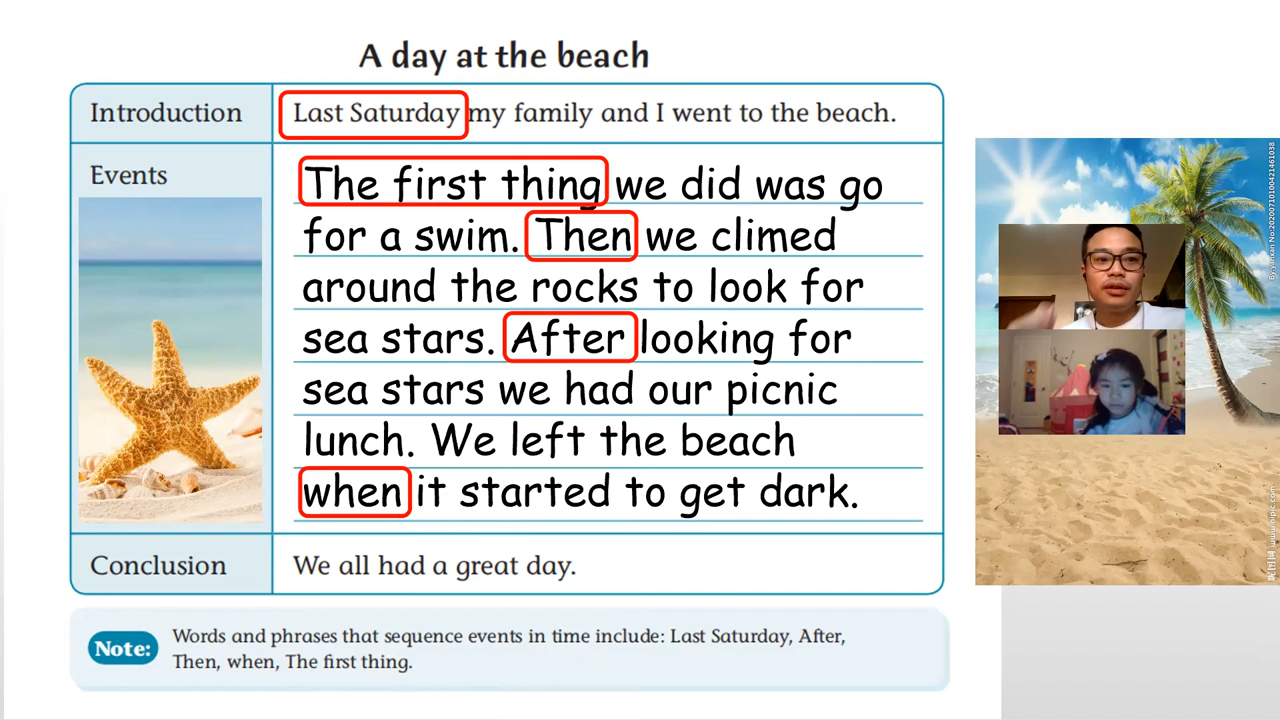 A day at the beach
Introduction
Last Saturday my family and I went to the beach.
Events
The first thing we did was go
for a swim. Then we climed
around the rocks to look for
sea stars. After looking for
sea stars we had our picnic
lunch. We left the beach
when it started to get dark.
Conclusion
We all had a great day.
Note:
Words and phrases that sequence events in time include: Last Saturday, After,
Then, when, The first thing.